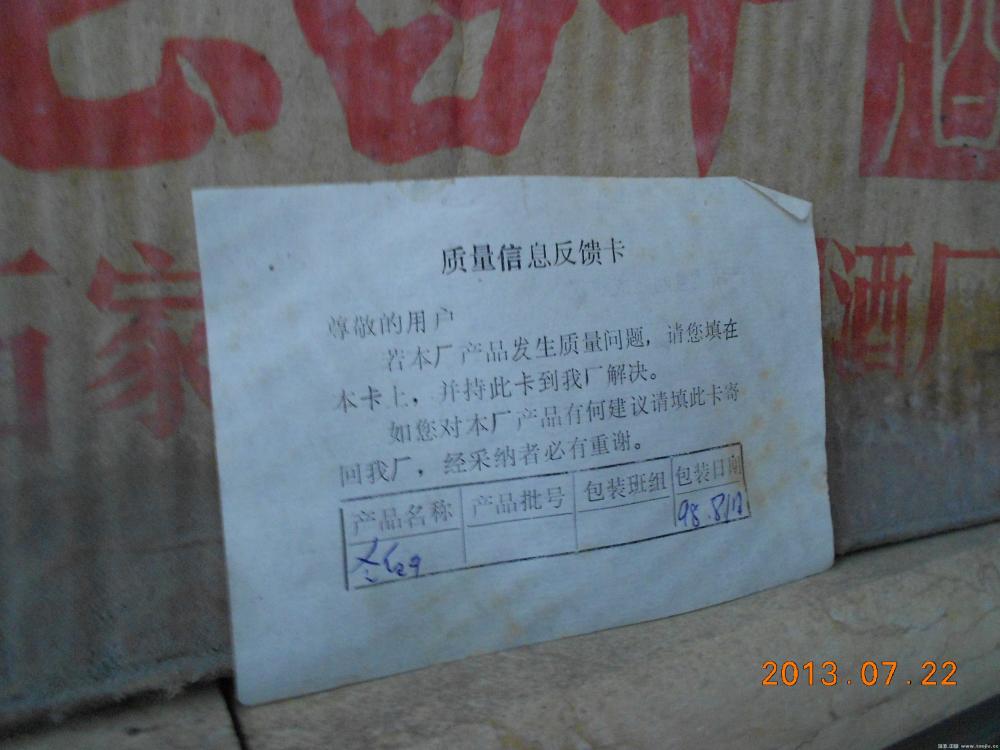 酒
百家
酒厂
质量信息反馈卡
尊敬的用户
若本厂产品发生质量问题，请您填在
本卡上，并持此卡到我厂解决。
如您对本厂产品有何建议请填此卡寄
回我厂，经采纳者必有重谢。
产品名称 产品批号 包装班组 包装日期
98.8/
2013.07.22